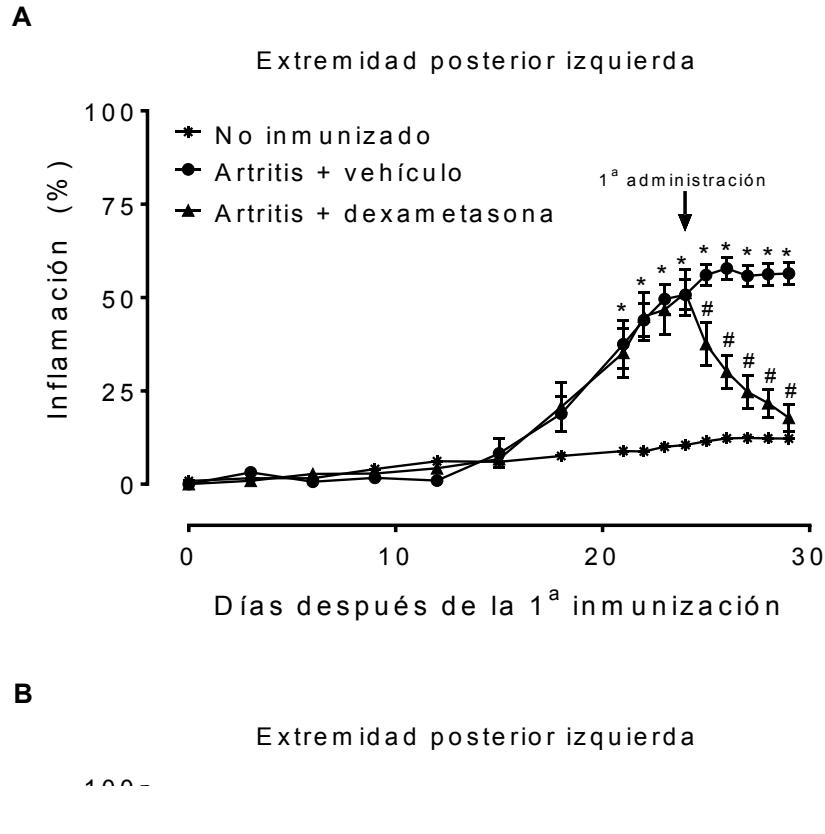 A
Extremidad posterior izquierda
100
No inmunizado
Artritis + vehículo
Artritis + dexametasona
1ª administración
75
50
25
0
Inflamación (%)
* * * * * * * * *
# # # # #
0 10 20 30
Días después de la 1ª inmunización
B
Extremidad posterior izquierda
100